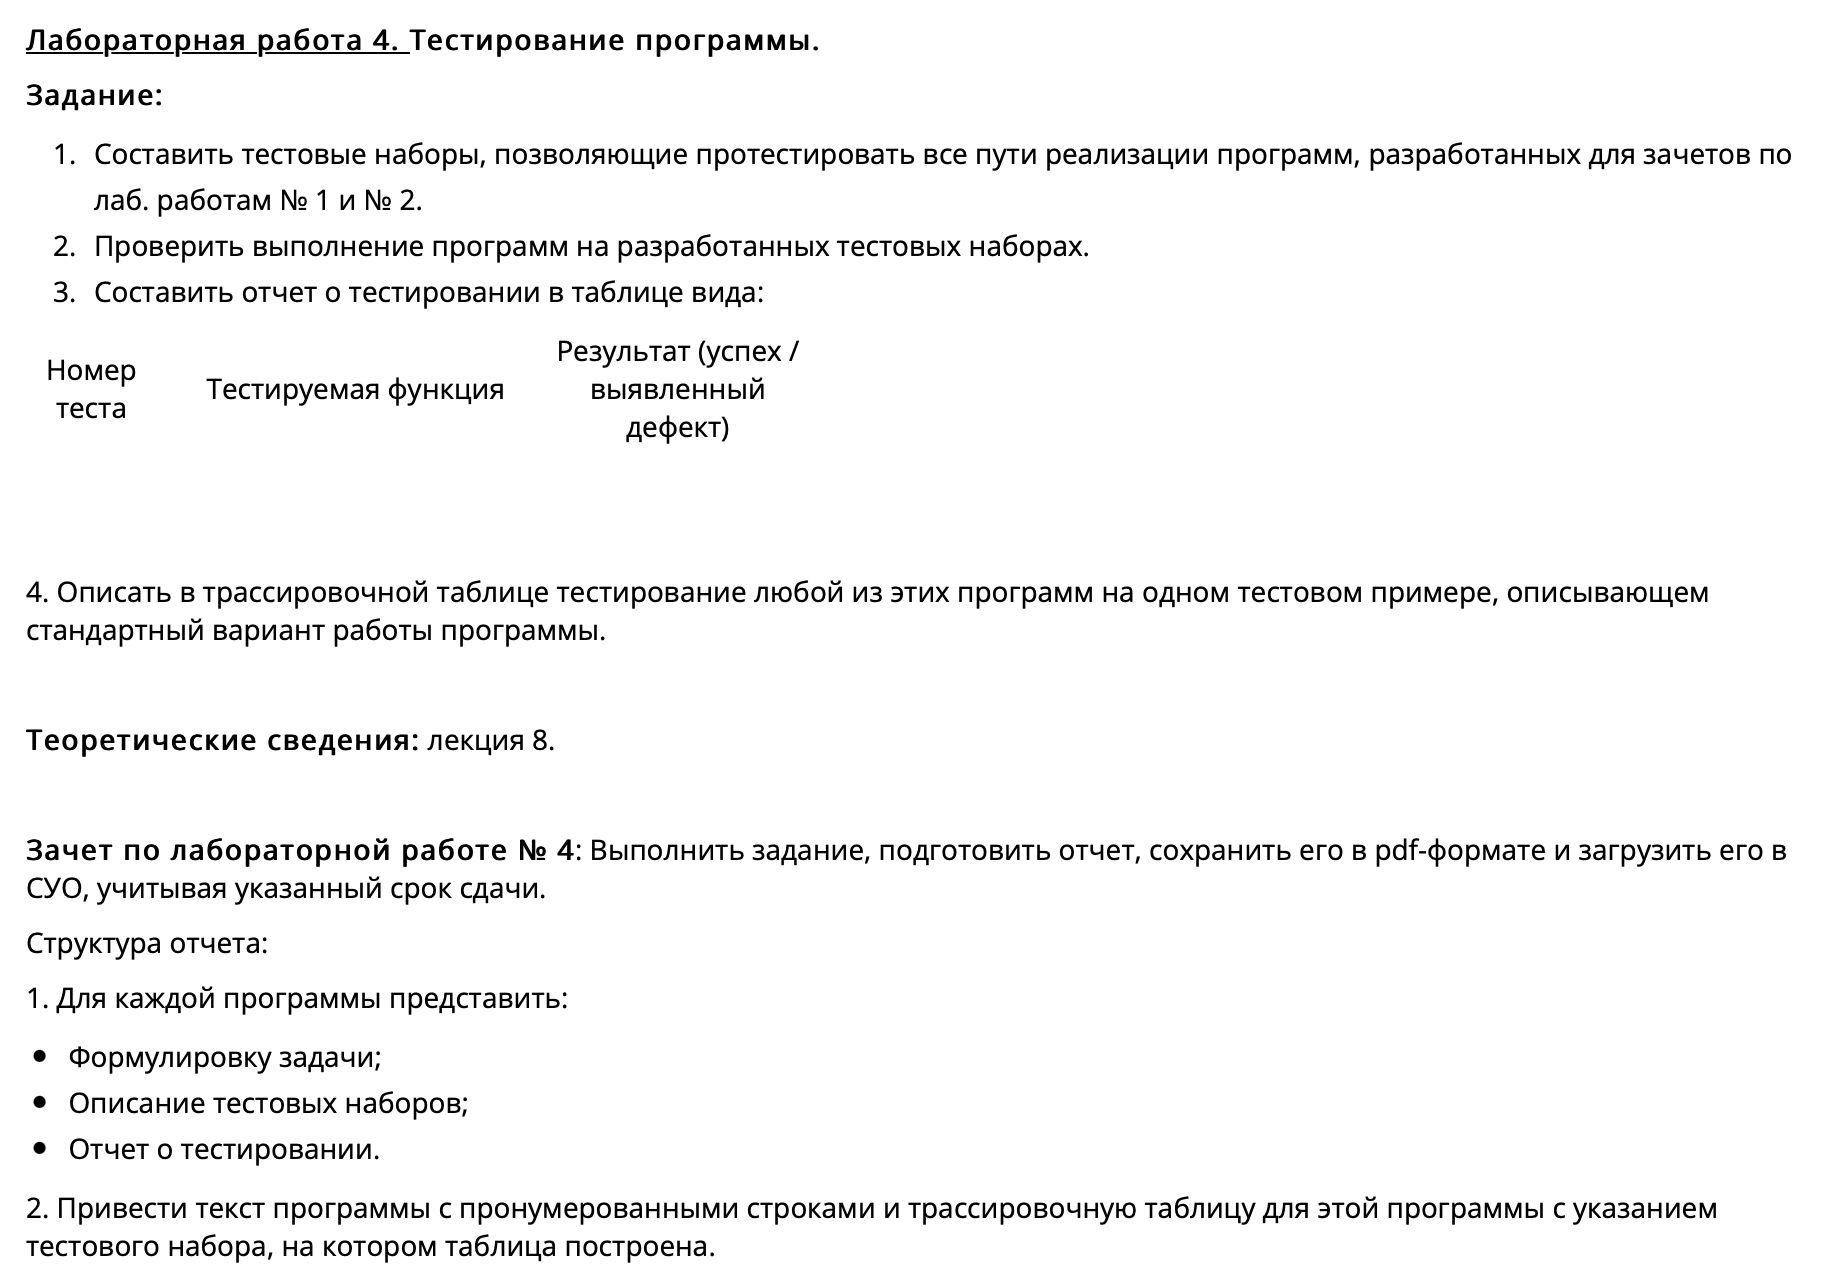 Лабораторная работа 4. Тестирование программы.
Задание:
1. Составить тестовые наборы, позволяющие протестировать все пути реализации программ, разработанных для зачетов по
лаб. работам № 1 и № 2.
2. Проверить выполнение программ на разработанных тестовых наборах.
3. Составить отчет о тестировании в таблице вида:
Номер
теста
Тестируемая функция
Результат (успех /
выявленный
дефект)
4. Описать в трассировочной таблице тестирование любой из этих программ на одном тестовом примере, описывающем
стандартный вариант работы программы.
Теоретические сведения: лекция 8.
Зачет по лабораторной работе № 4: Выполнить задание, подготовить отчет, сохранить его в pdf-формате и загрузить его в
СУО, учитывая указанный срок сдачи.
Структура отчета:
1. Для каждой программы представить:
• Формулировку задачи;
• Описание тестовых наборов;
• Отчет о тестировании.
2. Привести текст программы с пронумерованными строками и трассировочную таблицу для этой программы с указанием
тестового набора, на котором таблица построена.